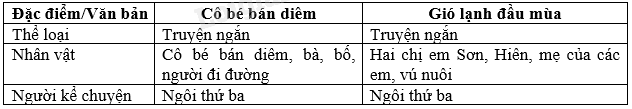 Đặc điểm/Văn bản Cô bé bán diêm Gió lạnh đầu mùa
Thể loại Truyện ngắn Truyện ngắn
Nhân vật Cô bé bán diêm, bà, bố, Hai chị em Sơn, Hiền, mẹ của các
người đi đường em, vú nuôi
Người kể chuyện Ngôi thứ ba Ngôi thứ ba